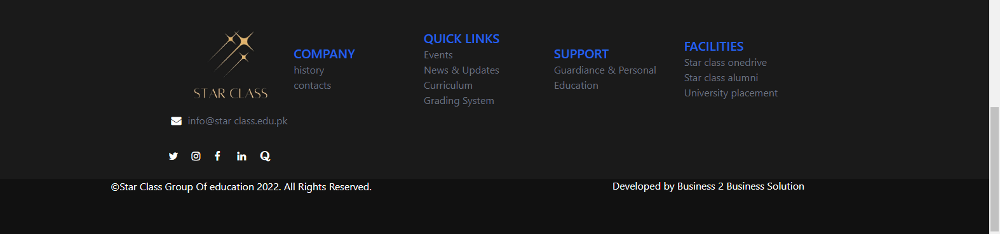 STAR CLASS
info@star class.edu.pk
COMPANY
history
contacts
QUICK LINKS
Events
News & Updates
Curriculum
Grading System
SUPPORT
Guardiance & Personal
Education
FACILITIES
Star class onedrive
Star class alumni
University placement
©Star Class Group Of education 2022. All Rights Reserved.
Developed by Business 2 Business Solution